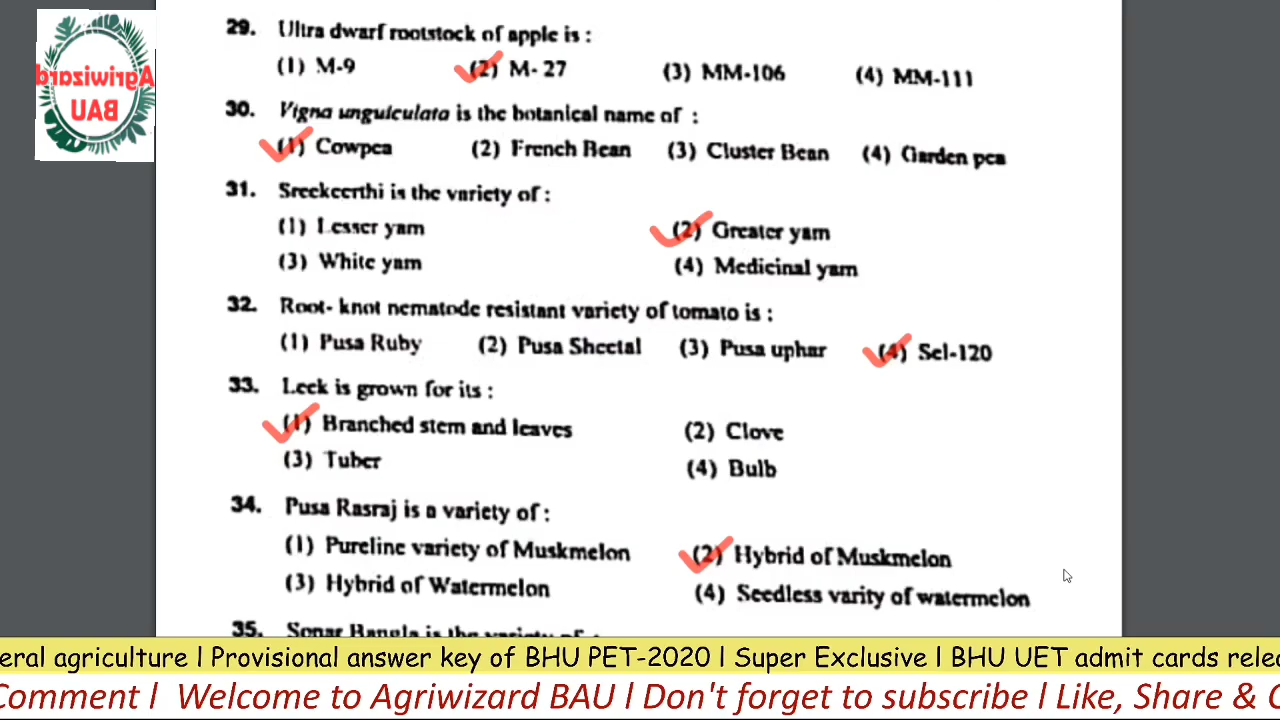 Agriwizard
BAU
29. Ultra dwarf rootstock of apple is :
(1) M-9 (2) M- 27 (3) MM-106 (4) MM-111
30. Vigna unguiculata is the botanical name of :
(1) Cowpea (2) French Bean (3) Cluster Bean (4) Garden pea
31. Sreekeerthi is the variety of :
(1) Lesser yam (2) Greater yam
(3) White yam (4) Medicinal yam
32. Root- knot nematode resistant variety of tomato is :
(1) Pusa Ruby (2) Pusa Sheetal (3) Pusa uphar (4) Sel-120
33. Leek is grown for its :
(1) Branched stem and leaves (2) Clove
(3) Tuber (4) Bulb
34. Pusa Rasraj is a variety of :
(1) Pureline variety of Muskmelon (2) Hybrid of Muskmelon
(3) Hybrid of Watermelon (4) Seedless varity of watermelon
35. Sonar Bangla is the variety of :
eral agriculture l Provisional answer key of BHU PET-2020 l Super Exclusive l BHU UET admit cards relea
Comment l Welcome to Agriwizard BAU l Don't forget to subscribe l Like, Share & C